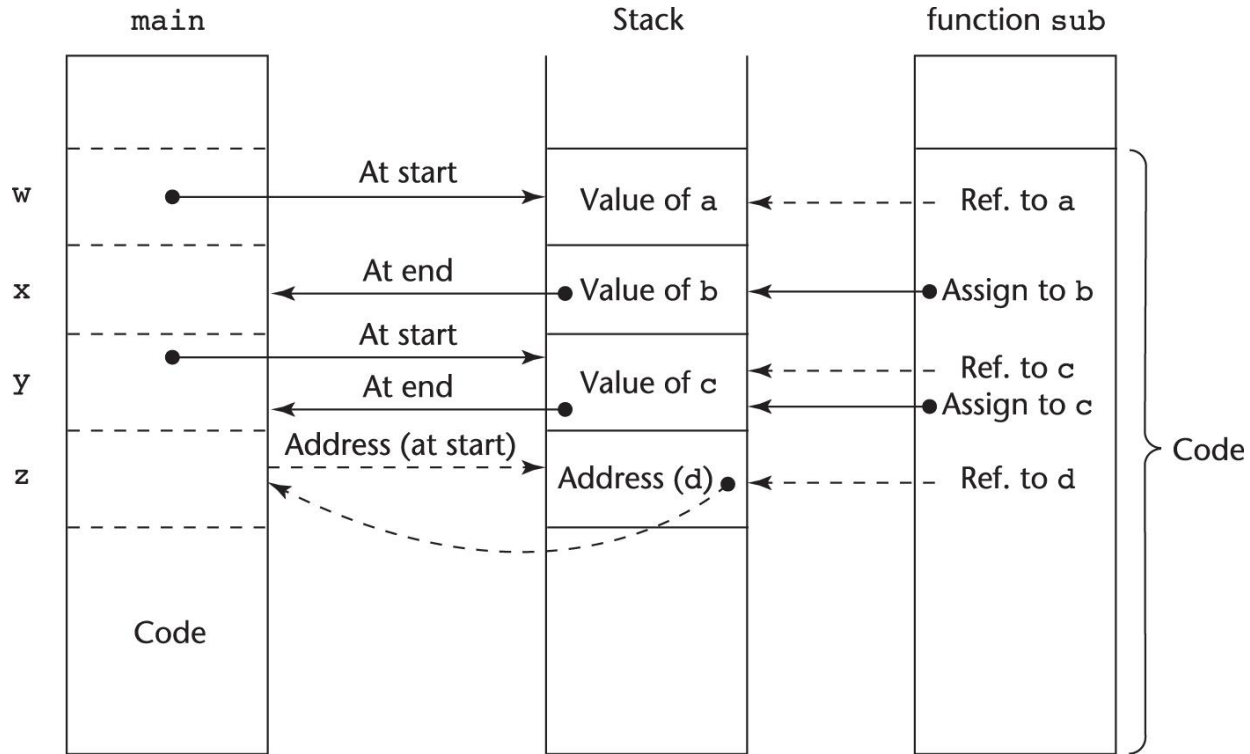 main
Stack
function sub
w
At start
Value of a
Ref. to a
x
At end
Value of b
Assign to b
y
At start
At end
Value of c
Ref. to c
Assign to c
z
Address (at start)
Address (d)
Ref. to d
Code
Code